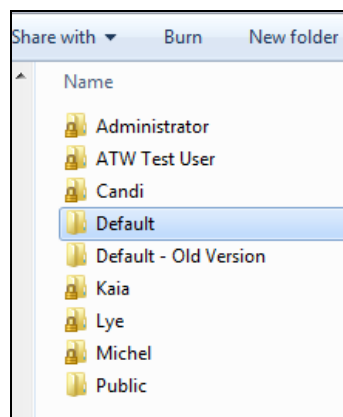 Share with Burn New folder
Name
Administrator
ATW Test User
Candi
Default
Default - Old Version
Kaia
Lye
Michel
Public